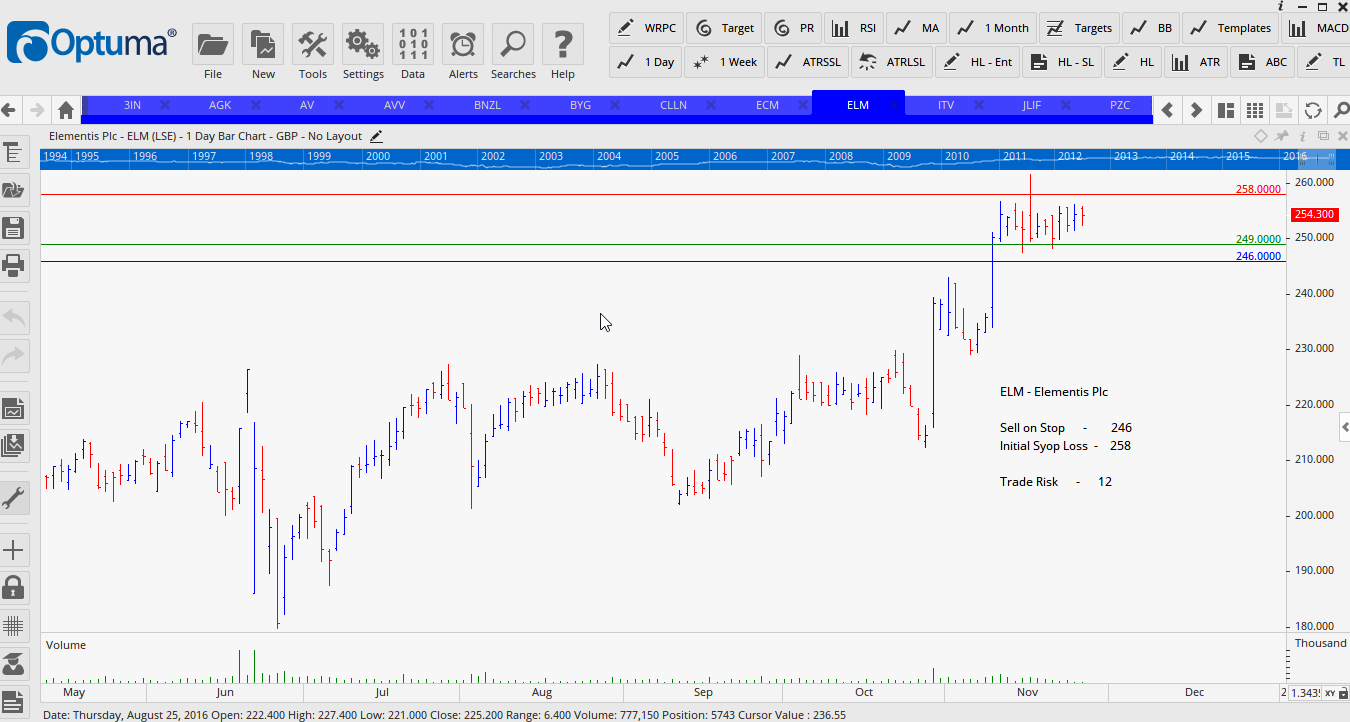 i
Optuma®
File New Tools Settings Data Alerts Searches Help
WRPC Target PR RSI MA 1 Month Targets BB Templates MACD
1 Day 1 Week ATRSSL ATRLSL HL - Ent HL - SL HL ATR ABC TL
3IN AGK AV AVV BNZL BYG CLLN ECM ELM ITV JLIF PZC
Elementis Plc - ELM (LSE) - 1 Day Bar Chart - GBP - No Layout
1994 1995 1996 1997 1998 1999 2000 2001 2002 2003 2004 2005 2006 2007 2008 2009 2010 2011 2012 2013 2014 2015 2016
260.000
258.0000
254.300
249.0000
250.000
246.0000
240.000
230.000
ELM - Elementis Plc
220.000
Sell on Stop - 246
Initial Syop Loss - 258
210.000
Trade Risk - 12
200.000
190.000
180.000
Volume
Thousand
May Jun Jul Aug Sep Oct Nov Dec 2
1.343 XY
Date: Thursday, August 25, 2016 Open: 222.400 High: 227.400 Low: 221.000 Close: 225.200 Range: 6.400 Volume: 777,150 Position: 5743 Cursor Value : 236.55